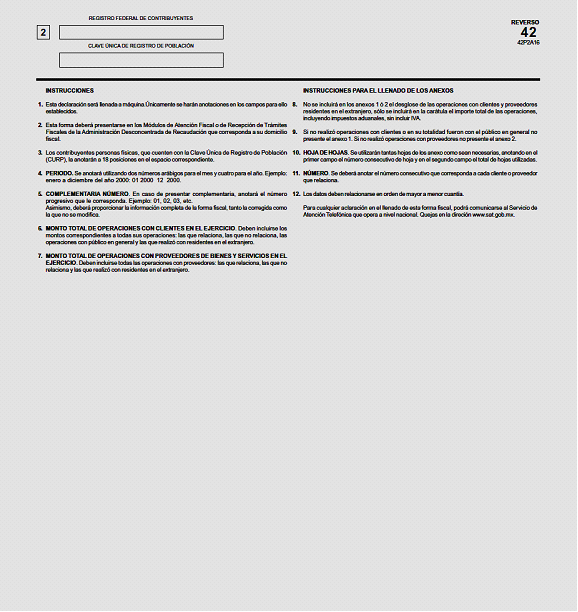 REGISTRO FEDERAL DE CONTRIBUYENTES
2
CLAVE ÚNICA DE REGISTRO DE POBLACIÓN
REVERSO
42
42P2A16
INSTRUCCIONES
1. Esta declaración será llenada a máquina. Únicamente se harán anotaciones en los campos para ello
establecidos.
2. Esta forma deberá presentarse en los Módulos de Atención Fiscal o de Recepción de Trámites
Fiscales de la Administración Desconcentrada de Recaudación que corresponda a su domicilio
fiscal.
3. Los contribuyentes personas físicas, que cuenten con la Clave Única de Registro de Población
(CURP), la anotarán a 18 posiciones en el espacio correspondiente.
4. PERIODO. Se anotará utilizando dos números arábigos para el mes y cuatro para el año. Ejemplo:
enero a diciembre del año 2000: 01 2000 12 2000.
5. COMPLEMENTARIA NÚMERO. En caso de presentar complementaria, anotará el número
progresivo que le corresponda. Ejemplo: 01, 02, 03, etc.
Asimismo, deberá proporcionar la información completa de la forma fiscal, tanto la corregida como
la que no se modifica.
6. MONTO TOTAL DE OPERACIONES CON CLIENTES EN EL EJERCICIO. Deben incluirse los
montos correspondientes a todas sus operaciones: las que relaciona, las que no relaciona, las
operaciones con público en general y las que realizó con residentes en el extranjero.
7. MONTO TOTAL DE OPERACIONES CON PROVEEDORES DE BIENES Y SERVICIOS EN EL
EJERCICIO. Deben incluirse todas las operaciones con proveedores: las que relaciona, las que no
relaciona y las que realizó con residentes en el extranjero.
INSTRUCCIONES PARA EL LLENADO DE LOS ANEXOS
8. No se incluirá en los anexos 1 ó 2 el desglose de las operaciones con clientes y proveedores
residentes en el extranjero, sólo se incluirá en la carátula el importe total de las operaciones,
incluyendo impuestos aduanales, sin incluir IVA.
9. Si no realizó operaciones con clientes o en su totalidad fueron con el público en general no
presente el anexo 1. Si no realizó operaciones con proveedores no presente el anexo 2.
10. HOJA DE HOJAS. Se utilizarán tantas hojas de los anexo como sean necesarias, anotando en el
primer campo el número consecutivo de hoja y en el segundo campo el total de hojas utilizadas.
11. NÚMERO. Se deberá anotar el número consecutivo que corresponda a cada cliente o proveedor
que relaciona.
12. Los datos deben relacionarse en orden de mayor a menor cuantía.
Para cualquier aclaración en el llenado de esta forma fiscal, podrá comunicarse al Servicio de
Atención Telefónica que opera a nivel nacional. Quejas en la direción www.sat.gob.mx.